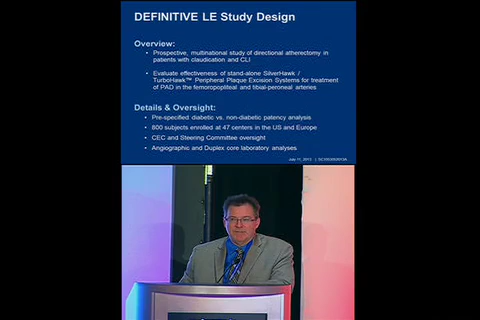 DEFINITIVE LE Study Design
Overview:
• Prospective, multinational study of directional atherectomy in
patients with claudication and CLI
• Evaluate effectiveness of stand-alone SilverHawk /
TurboHawk™ Peripheral Plaque Excision Systems for treatment
of PAD in the femoropopliteal and tibial-peroneal arteries
Details & Oversight:
• Pre-specified diabetic vs. non-diabetic patency analysis
• 800 subjects enrolled at 47 centers in the US and Europe
• CEC and Steering Committee oversight
• Angiographic and Duplex core laboratory analyses